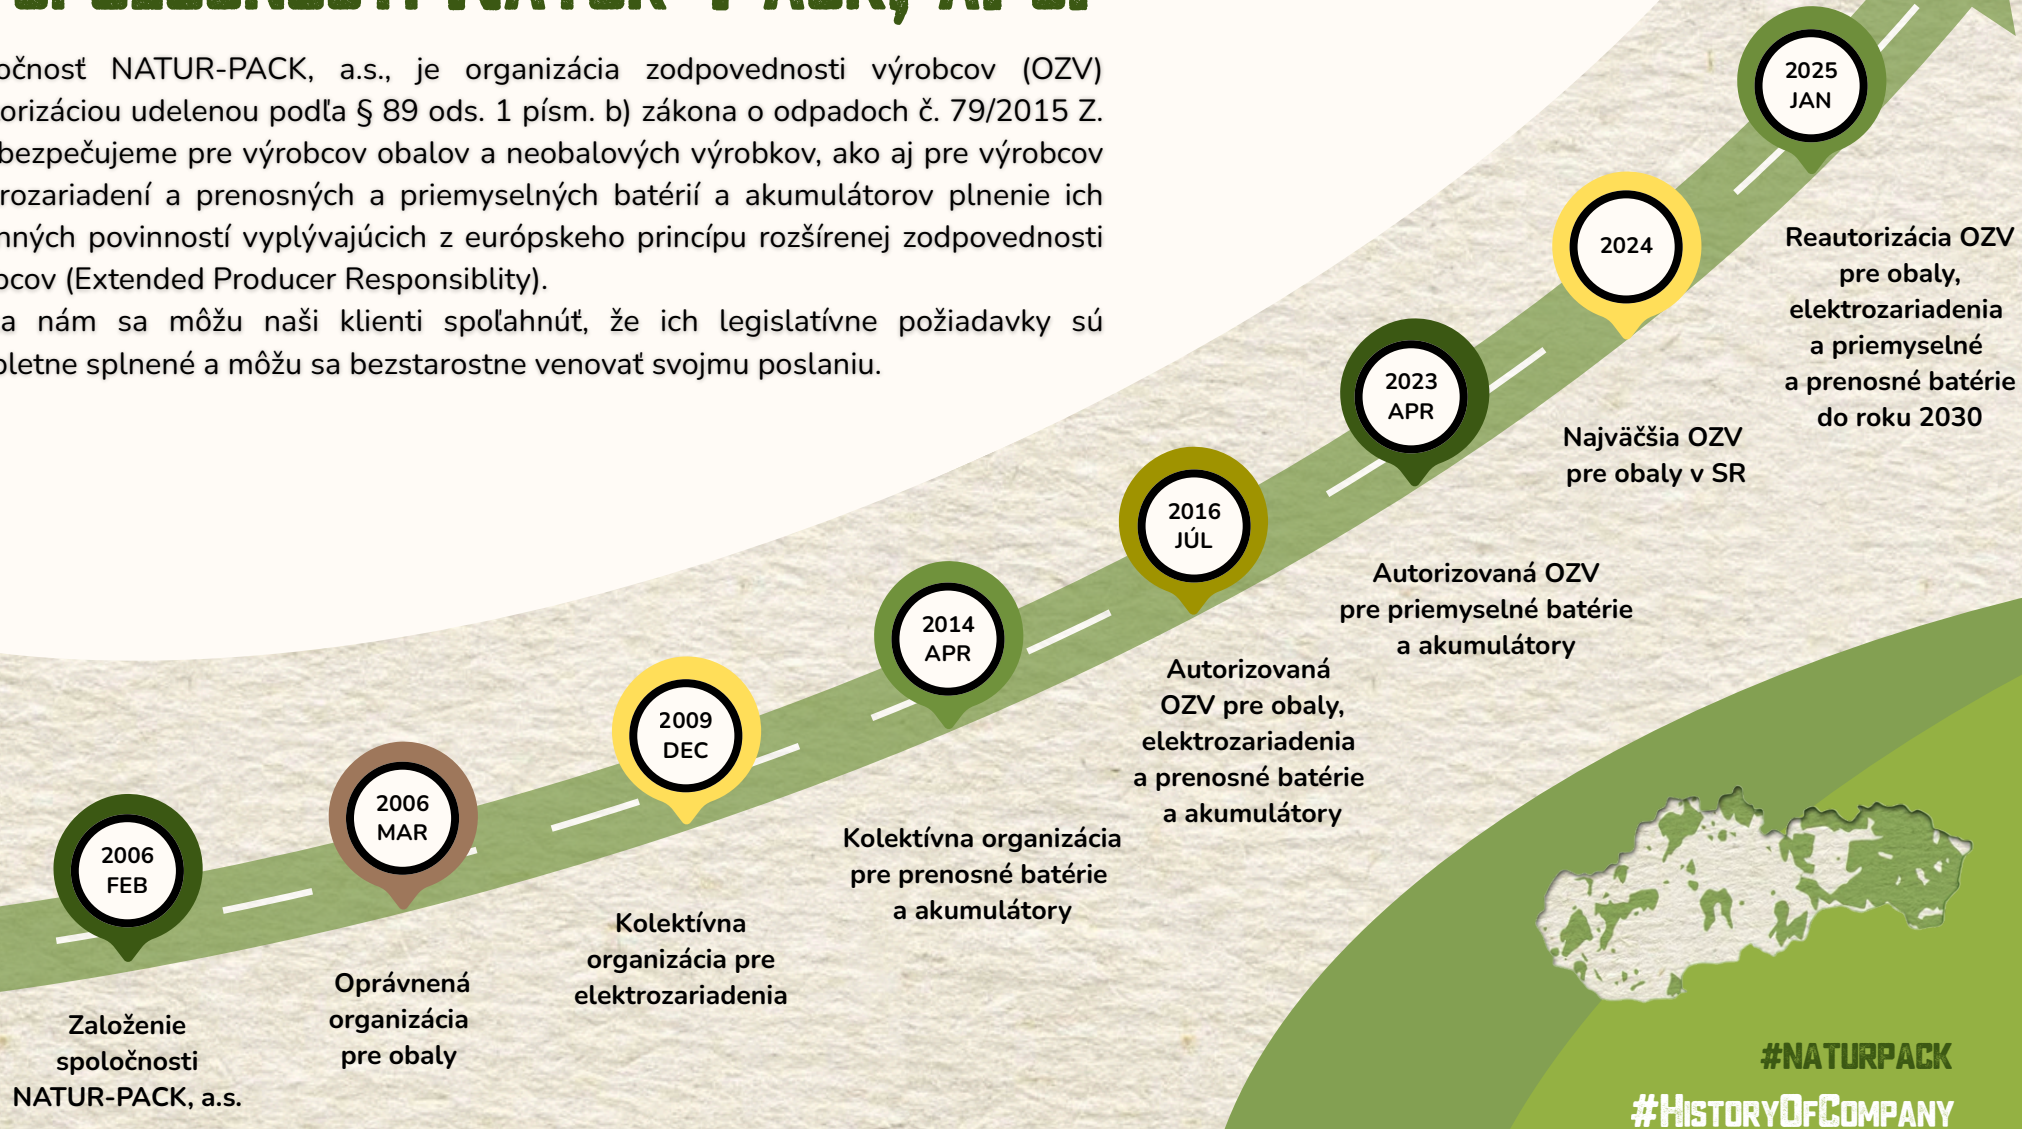 SPOLOČNOSTI NATUR-PACK, A. S.
očnosť NATUR-PACK, a.s., je organizácia zodpovednosti výrobcov (OZV)
orizáciou udelenou podľa § 89 ods. 1 písm. b) zákona o odpadoch č. 79/2015 Z.
bezpečujeme pre výrobcov obalov a neobalových výrobkov, ako aj pre výrobcov
rozariadení a prenosných a priemyselných batérií a akumulátorov plnenie ich
nných povinností vyplývajúcich z európskeho princípu rozšírenej zodpovednosti
bcov (Extended Producer Responsiblity).
a nám sa môžu naši klienti spoľahnúť, že ich legislatívne požiadavky sú
pletne splnené a môžu sa bezstarostne venovať svojmu poslaniu.
2006
FEB
Založenie
spoločnosti
NATUR-PACK, a.s.
2006
MAR
Oprávnená
organizácia
pre obaly
2009
DEC
Kolektívna
organizácia pre
elektrozariadenia
2014
APR
Kolektívna organizácia
pre prenosné batérie
a akumulátory
2016
JÚL
Autorizovaná
OZV pre obaly,
elektrozariadenia
a prenosné batérie
a akumulátory
2023
APR
Autorizovaná OZV
pre priemyselné batérie
a akumulátory
2024
Najväčšia OZV
pre obaly v SR
2025
JAN
Reautorizácia OZV
pre obaly,
elektrozariadenia
a priemyselné
a prenosné batérie
do roku 2030
#NATURPACK
#HISTORYOFCOMPANY